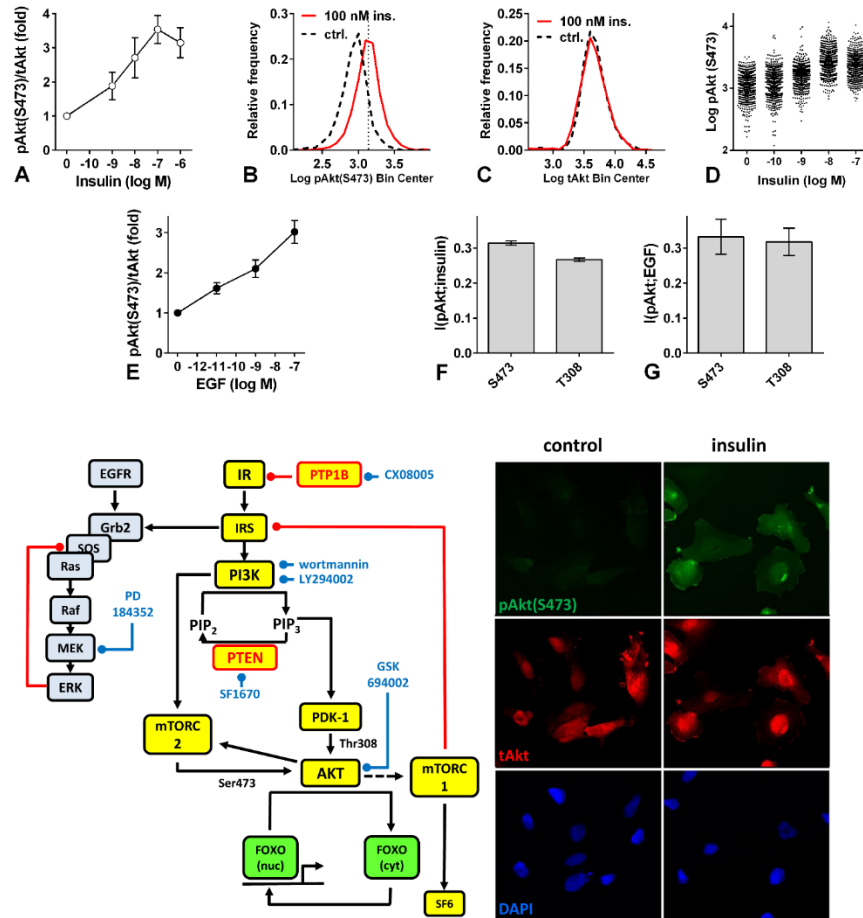 pAkt(S473)/tAkt (fold)
4
3
2
1
0 -10 -9 -8 -7 -6
A
Insulin (log M)
Relative frequency
100 nM ins.
ctrl.
0.3
0.2
0.1
0.0
2.5 3.0 3.5
B
Log pAkt(S473) Bin Center
Relative frequency
100 nM ins.
ctrl.
0.25
0.20
0.15
0.10
0.05
0.00
3.0 3.5 4.0 4.5
C
Log tAkt Bin Center
Log pAkt (S473)
4.0
3.0
2.0
0 -10 -9 -8 -7
D
Insulin (log M)
pAkt(S473)/tAkt (fold)
4
3
2
1
0 -12 -11 -10 -9 -8 -7
E
EGF (log M)
I(pAkt;insulin)
0.3
0.2
0.1
0.0
S473
T308
F
I(pAkt;EGF)
0.3
0.2
0.1
0.0
S473
T308
G
EGFR
IR
PTP1B
CX08005
Grb2
SOS
Ras
IRS
PI3K
wortmannin
LY294002
Raf
PD
184352
MEK
ERK
PIP2
PIP3
PTEN
SF1670
GSK
694002
mTORC
2
PDK-1
Thr308
Ser473
AKT
mTORC
1
FOXO
(nuc)
FOXO
(cyt)
SF6
control
insulin
pAkt(S473)
tAkt
DAPI